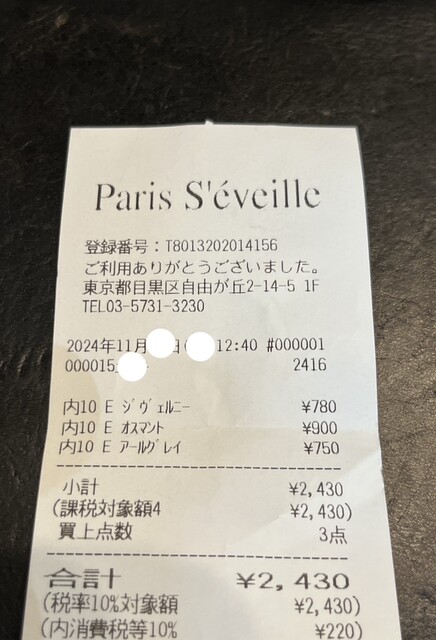 Paris S'éveille
登録番号：T8013202014156
ご利用ありがとうございました。
東京都目黒区自由が丘2-14-5 1F
TEL03-5731-3230
2024年11月 日 12:40 #000001
000015 2416
内10 E ｼﾞｳﾞｪﾙﾆｰ ¥780
内10 E ｵｽﾏﾝﾄ ¥900
内10 E ｱｰﾙｸﾞﾚｲ ¥750
小計 ¥2,430
(課税対象額4 ¥2,430)
買上点数 3点
合計 ¥2,430
(税率10%対象額 ¥2,430)
(内消費税等10% ¥220)